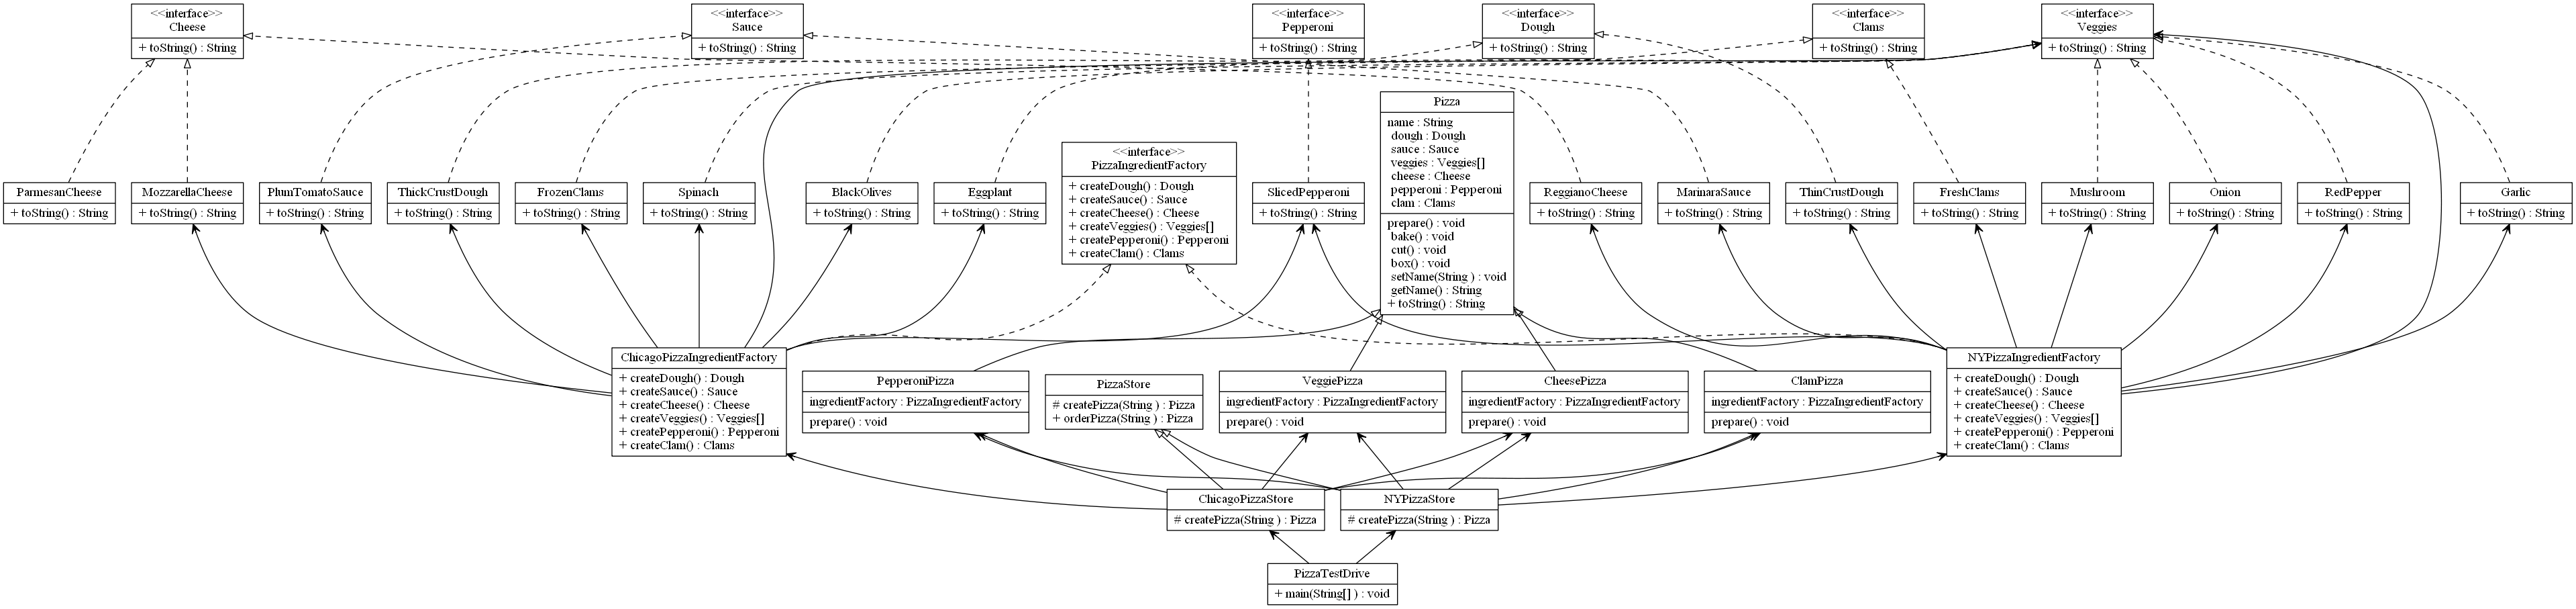 <<interface>>
Cheese
+ toString() : String
<<interface>>
Sauce
+ toString() : String
<<interface>>
Pepperoni
+ toString() : String
<<interface>>
Dough
+ toString() : String
<<interface>>
Clams
+ toString() : String
<<interface>>
Veggies
+ toString() : String
ParmesanCheese
+ toString() : String
MozzarellaCheese
+ toString() : String
PlumTomatoSauce
+ toString() : String
ThickCrustDough
+ toString() : String
FrozenClams
+ toString() : String
Spinach
+ toString() : String
BlackOlives
+ toString() : String
Eggplant
+ toString() : String
<<interface>>
PizzaIngredientFactory
+ createDough() : Dough
+ createSauce() : Sauce
+ createCheese() : Cheese
+ createVeggies() : Veggies[]
+ createPepperoni() : Pepperoni
+ createClam() : Clams
SlicedPepperoni
+ toString() : String
Pizza
name : String
dough : Dough
sauce : Sauce
veggies : Veggies[]
cheese : Cheese
pepperoni : Pepperoni
clam : Clams
prepare() : void
bake() : void
cut() : void
box() : void
setName(String ) : void
getName() : String
+ toString() : String
ReggianoCheese
+ toString() : String
MarinaraSauce
+ toString() : String
ThinCrustDough
+ toString() : String
FreshClams
+ toString() : String
Mushroom
+ toString() : String
Onion
+ toString() : String
RedPepper
+ toString() : String
Garlic
+ toString() : String
ChicagoPizzaIngredientFactory
+ createDough() : Dough
+ createSauce() : Sauce
+ createCheese() : Cheese
+ createVeggies() : Veggies[]
+ createPepperoni() : Pepperoni
+ createClam() : Clams
PepperoniPizza
ingredientFactory : PizzaIngredientFactory
prepare() : void
PizzaStore
# createPizza(String ) : Pizza
+ orderPizza(String ) : Pizza
VeggiePizza
ingredientFactory : PizzaIngredientFactory
prepare() : void
CheesePizza
ingredientFactory : PizzaIngredientFactory
prepare() : void
ClamPizza
ingredientFactory : PizzaIngredientFactory
prepare() : void
NYPizzaIngredientFactory
+ createDough() : Dough
+ createSauce() : Sauce
+ createCheese() : Cheese
+ createVeggies() : Veggies[]
+ createPepperoni() : Pepperoni
+ createClam() : Clams
ChicagoPizzaStore
# createPizza(String ) : Pizza
NYPizzaStore
# createPizza(String ) : Pizza
PizzaTestDrive
+ main(String[] ) : void